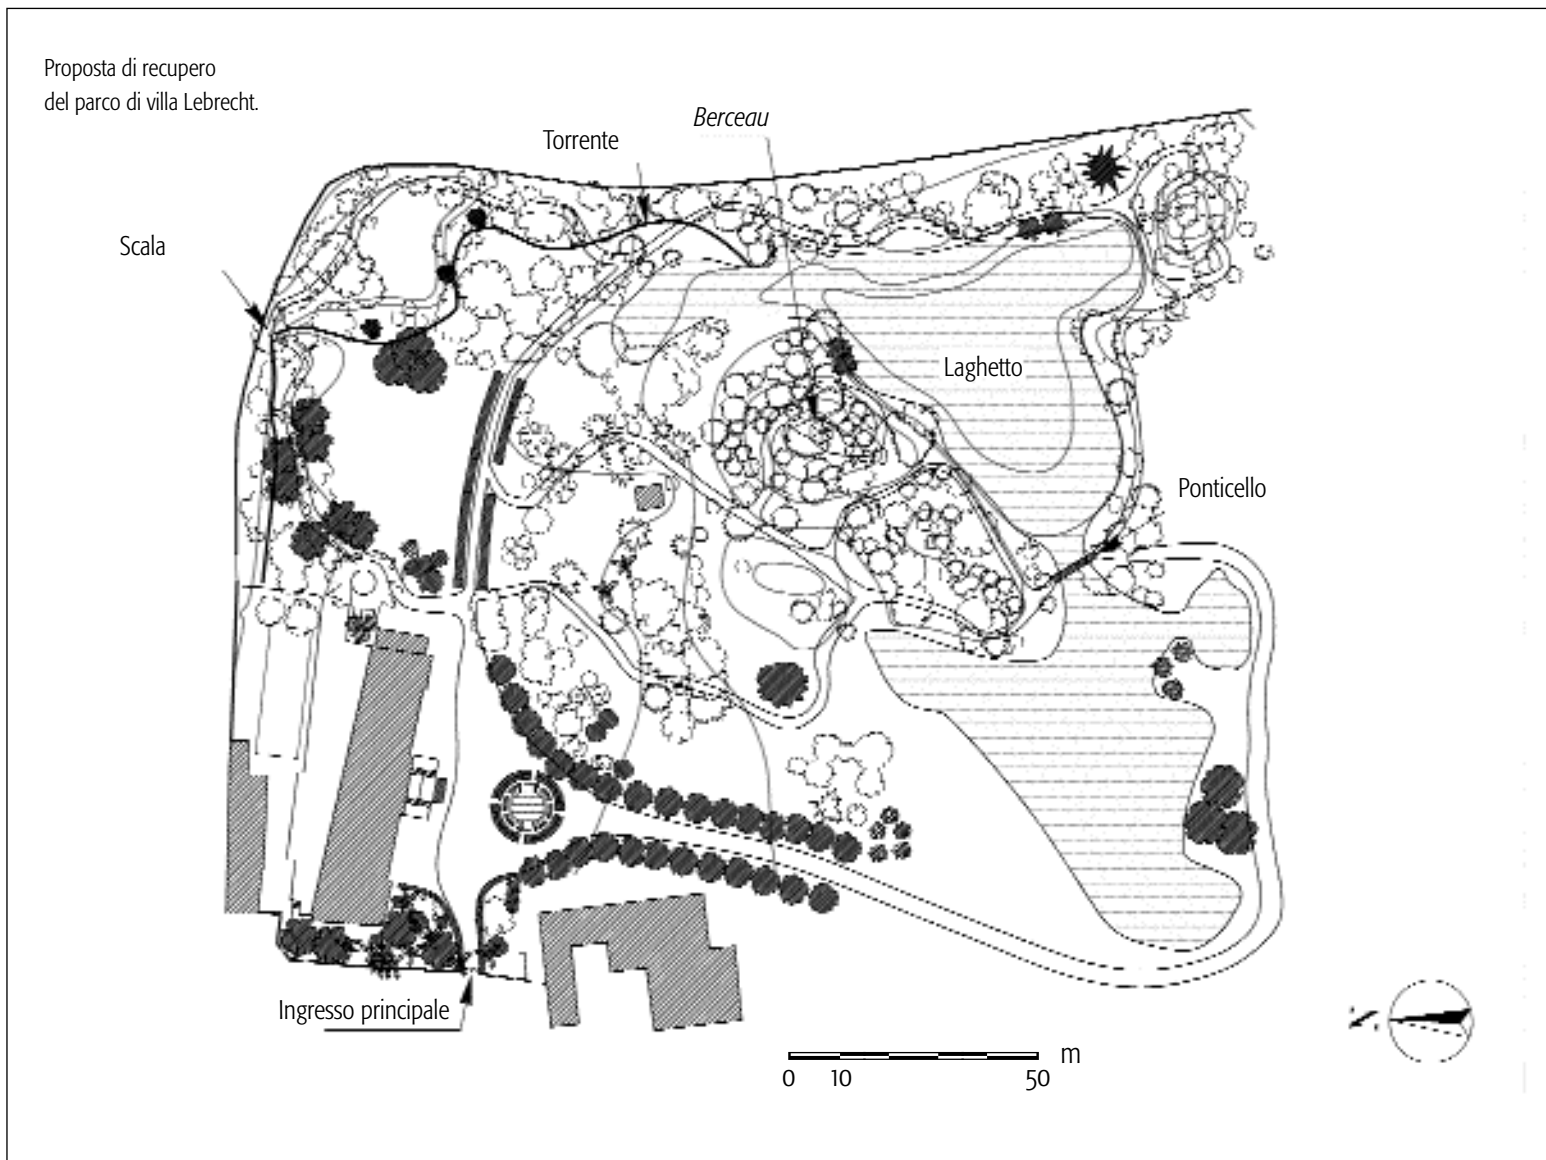 Proposta di recupero
del parco di villa Lebrecht.
Berceau
Torrente
Scala
Laghetto
Ponticello
Ingresso principale
m
0 10 50